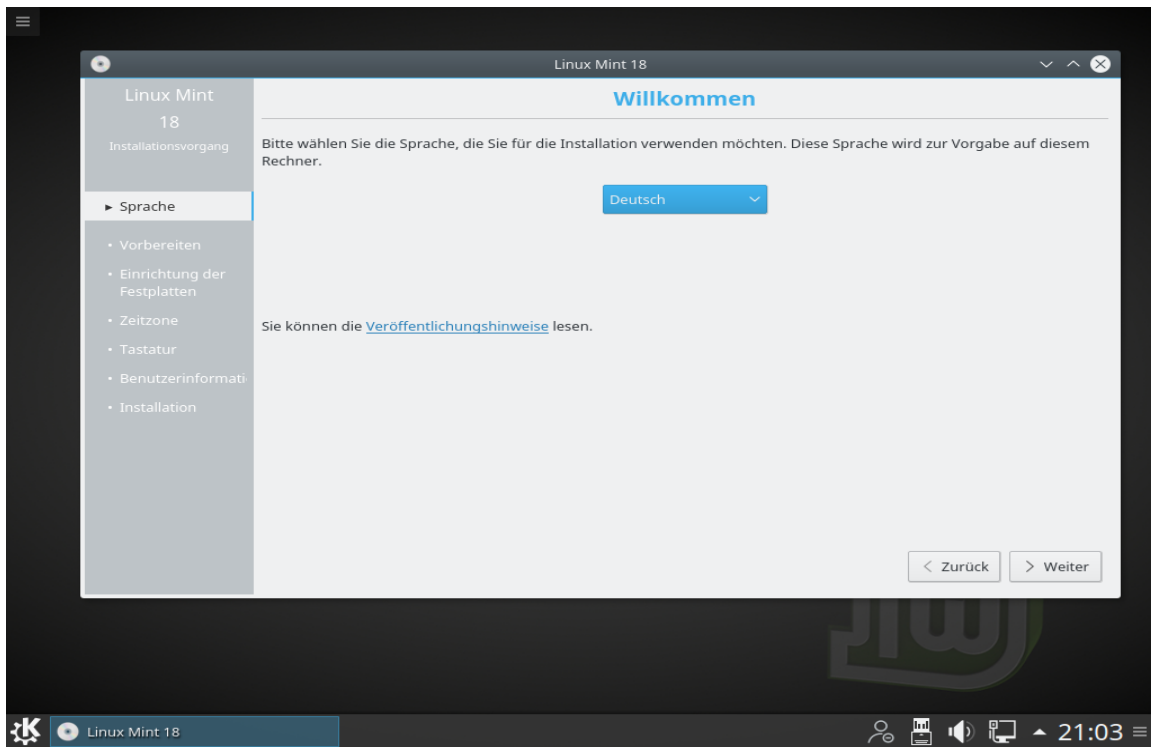 Linux Mint 18
Linux Mint
18
Installationsvorgang
► Sprache
• Vorbereiten
• Einrichtung der
Festplatten
• Zeitzone
• Tastatur
• Benutzerinformati
• Installation
Willkommen
Bitte wählen Sie die Sprache, die Sie für die Installation verwenden möchten. Diese Sprache wird zur Vorgabe auf diesem
Rechner.
Deutsch
Sie können die Veröffentlichungshinweise lesen.
< Zurück
> Weiter
Linux Mint 18
21:03